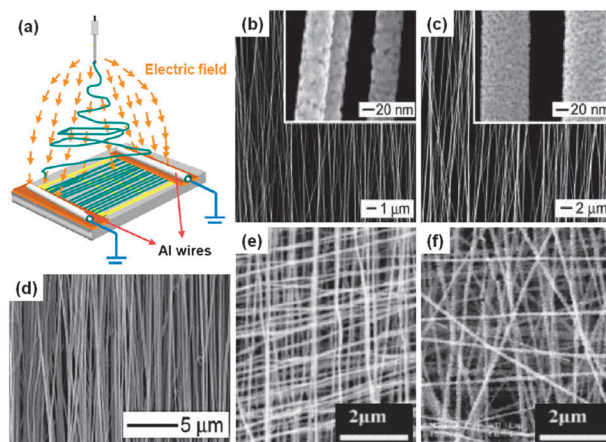 (a)
Electric field
Al wires
(b)
20 nm
1 μm
(c)
20 nm
2 μm
(d)
5 μm
(e)
2μm
(f)
2μm